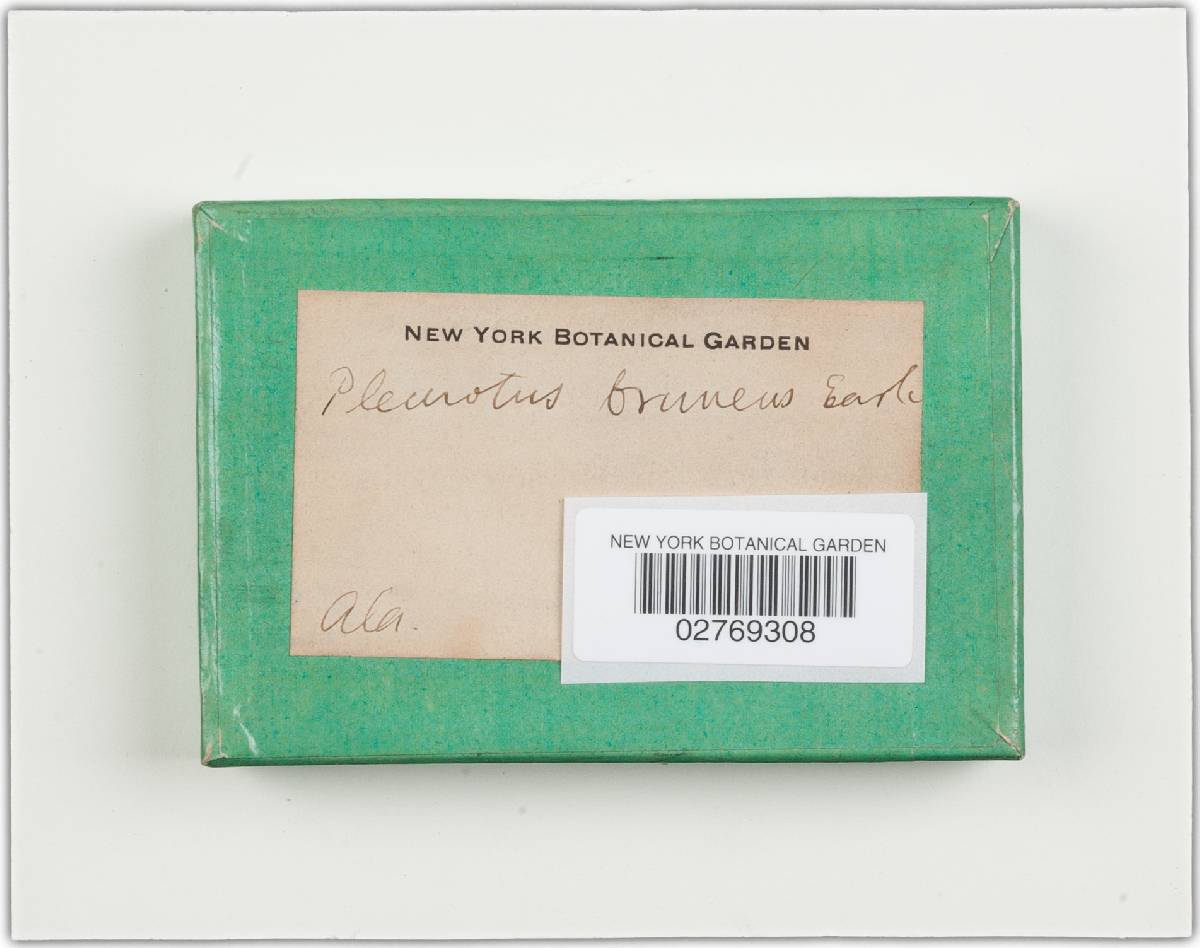 NEW YORK BOTANICAL GARDEN
Pleurotus bruneus Earle
Ala.
NEW YORK BOTANICAL GARDEN
02769308